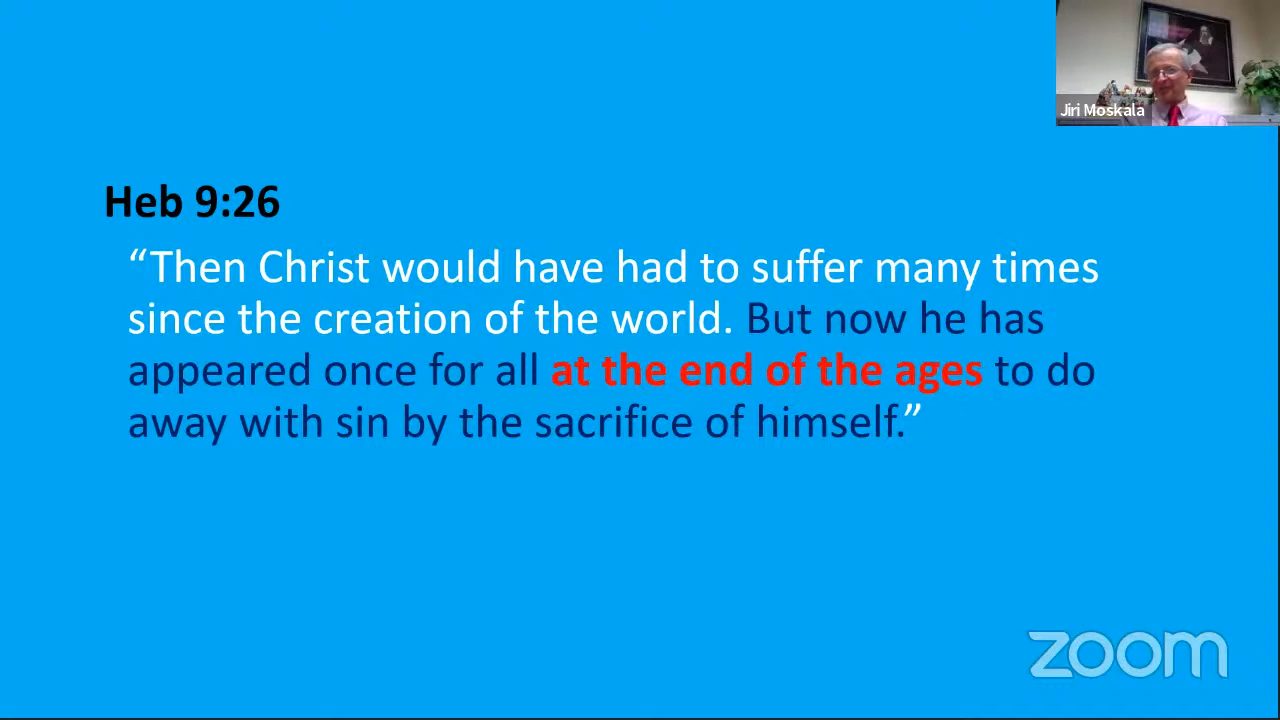 Jiri Moskala
Heb 9:26
“Then Christ would have had to suffer many times
since the creation of the world. But now he has
appeared once for all at the end of the ages to do
away with sin by the sacrifice of himself.”
zoom